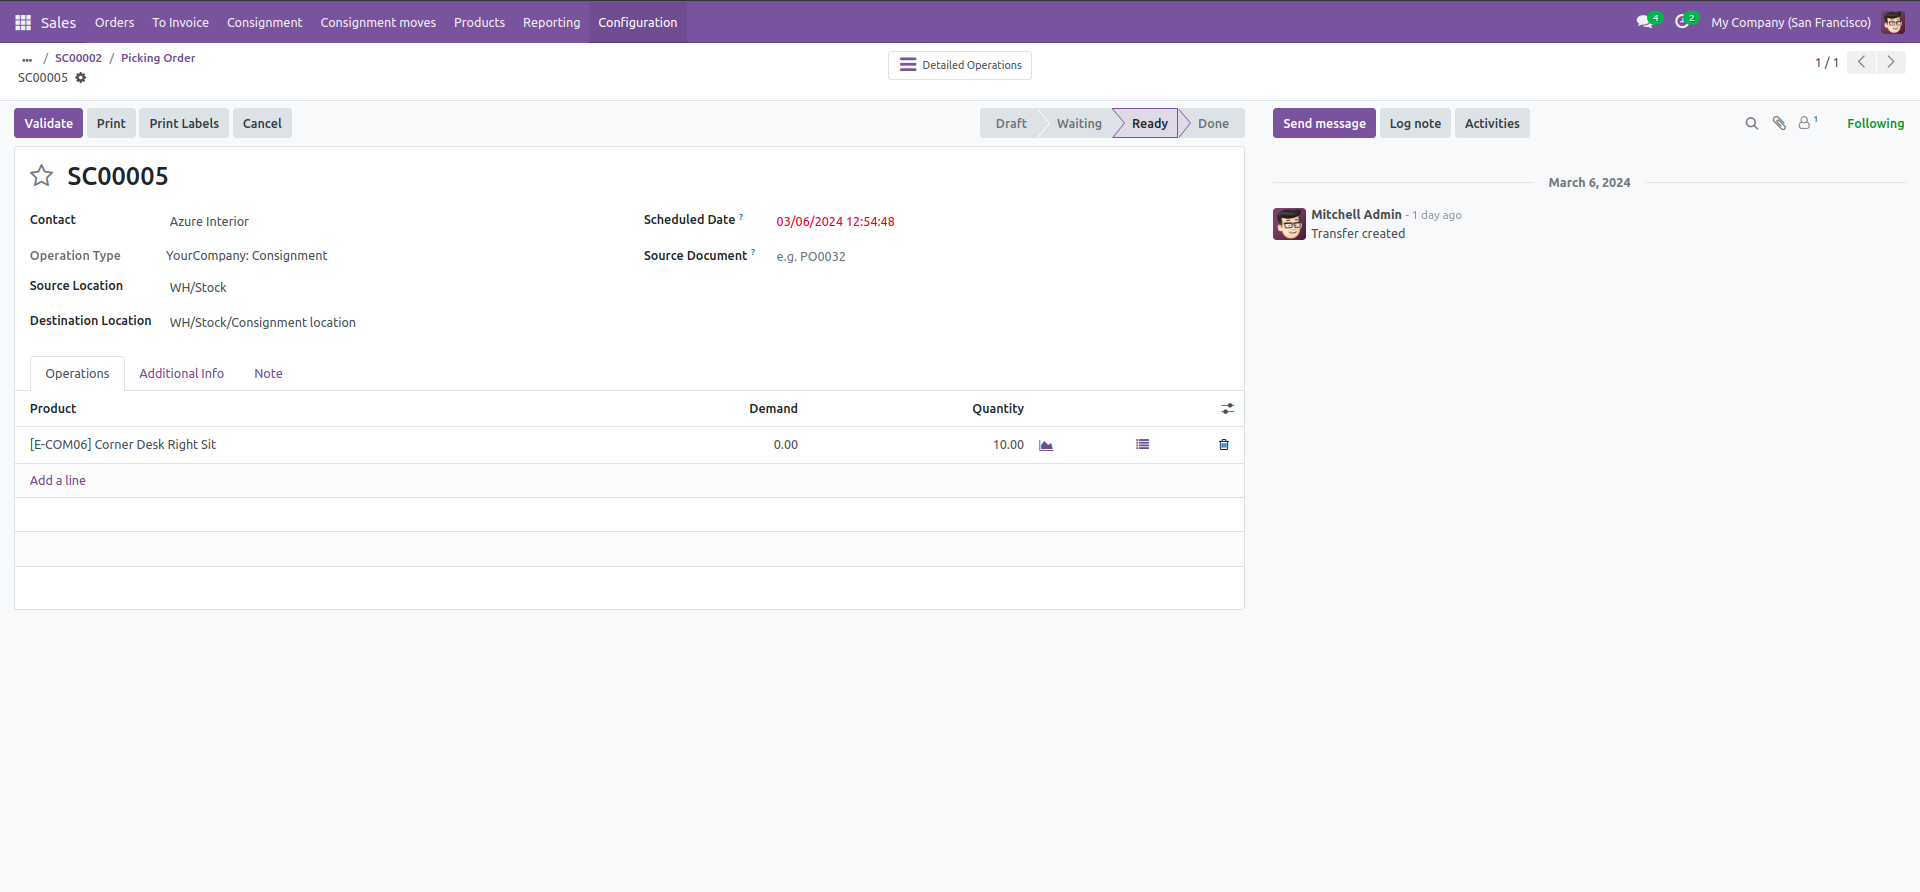 Sales Orders To Invoice Consignment Consignment moves Products Reporting Configuration 4 2 My Company (San Francisco)
... / SC00002 / Picking Order
SC00005
Detailed Operations
1 / 1
Validate Print Print Labels Cancel
Draft Waiting Ready Done
Send message Log note Activities
1 Following
SC00005
Contact Azure Interior
Operation Type YourCompany: Consignment
Source Location WH/Stock
Destination Location WH/Stock/Consignment location
Scheduled Date ? 03/06/2024 12:54:48
Source Document ? e.g. PO0032
Operations Additional Info Note
Product Demand Quantity
[E-COM06] Corner Desk Right Sit 0.00 10.00
Add a line
March 6, 2024
Mitchell Admin - 1 day ago
Transfer created